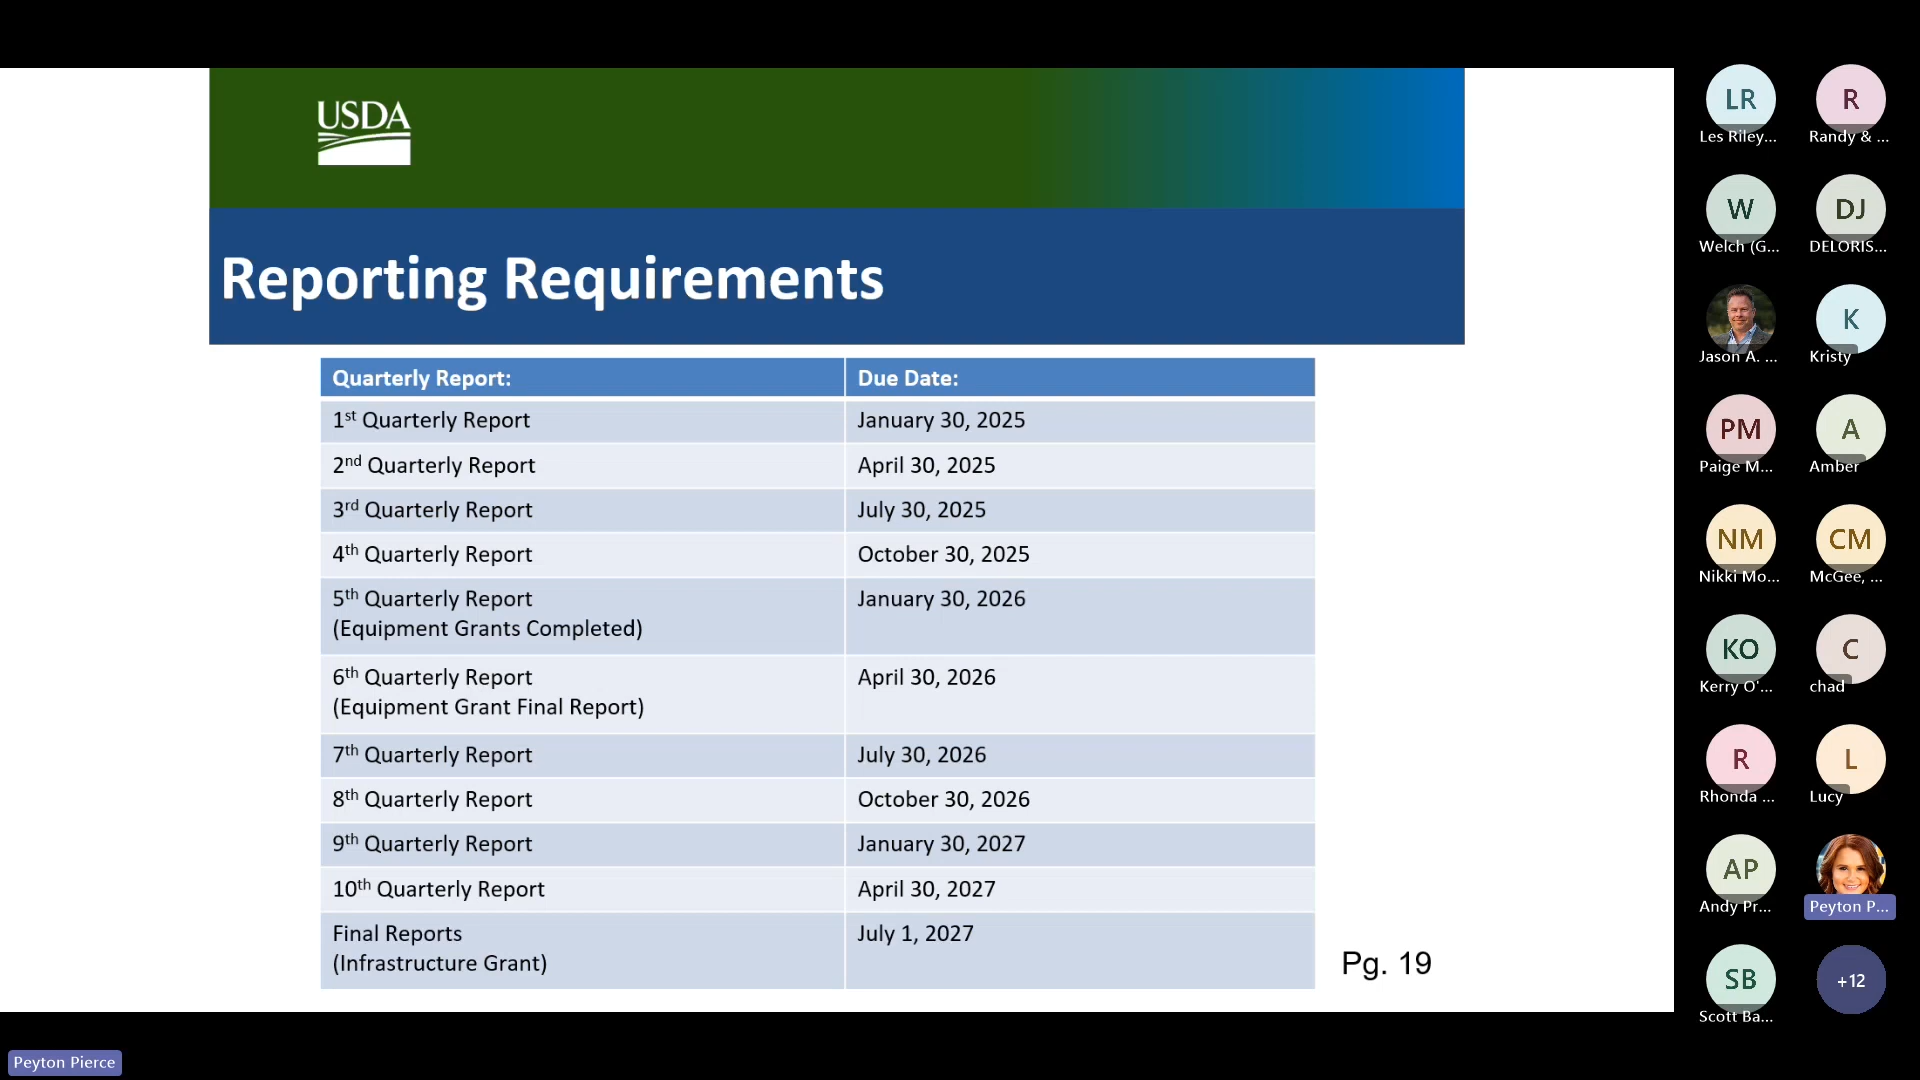 USDA
Reporting Requirements
Quarterly Report: Due Date:
1st Quarterly Report January 30, 2025
2nd Quarterly Report April 30, 2025
3rd Quarterly Report July 30, 2025
4th Quarterly Report October 30, 2025
5th Quarterly Report January 30, 2026
(Equipment Grants Completed)
6th Quarterly Report April 30, 2026
(Equipment Grant Final Report)
7th Quarterly Report July 30, 2026
8th Quarterly Report October 30, 2026
9th Quarterly Report January 30, 2027
10th Quarterly Report April 30, 2027
Final Reports July 1, 2027
(Infrastructure Grant)
Pg. 19
LR R
Les Riley... Randy & ...
W DJ
Welch (G... DELORIS...
K
Jason A. ... Kristy
PM A
Paige M... Amber
NM CM
Nikki Mo... McGee, ...
KO C
Kerry O'... chad
R L
Rhonda ... Lucy
AP
Andy Pr... Peyton P...
SB +12
Scott Ba...
Peyton Pierce